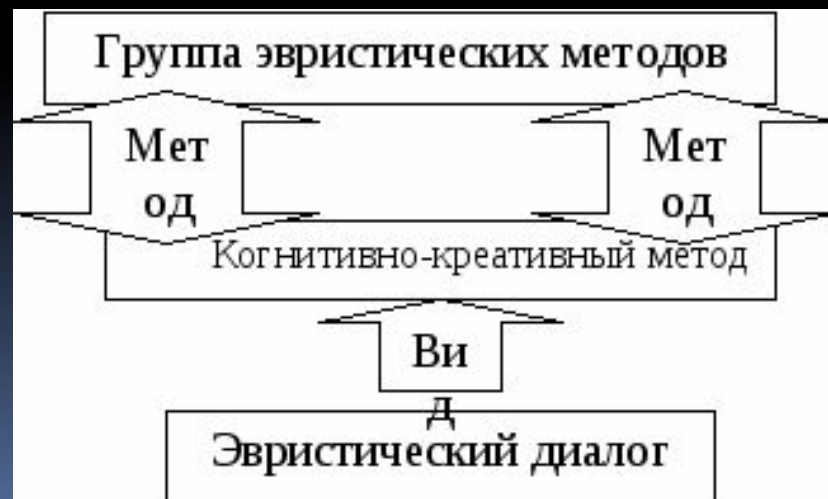 Группа эвристических методов
Мет
од
Мет
од
Когнитивно-креативный метод
Ви
д
Эвристический диалог